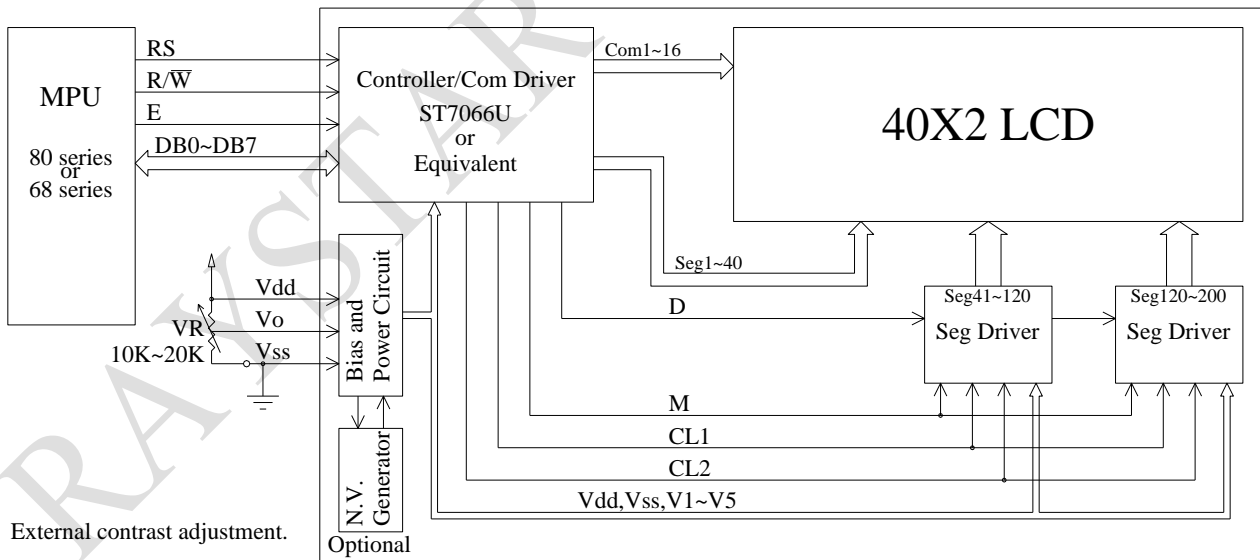 MPU
80 series
or
68 series
RS
R/W̅
E
DB0~DB7
Controller/Com Driver
ST7066U
or
Equivalent
Com1~16
40X2 LCD
Seg1~40
Vdd
Vo
VR
10K~20K
Vss
Bias and
Power Circuit
D
Seg41~120
Seg Driver
Seg120~200
Seg Driver
M
CL1
CL2
Vdd,Vss,V1~V5
N.V.
Generator
Optional
External contrast adjustment.
RAYSTAR